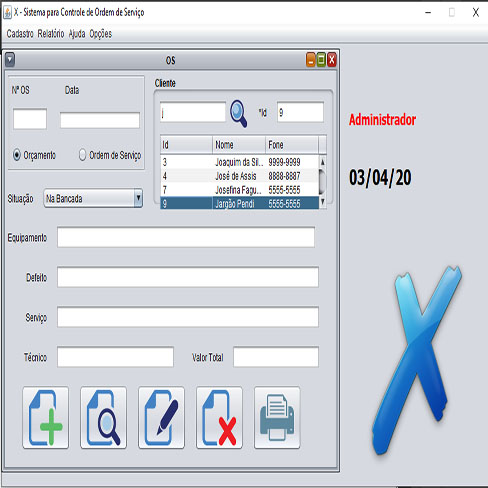 X - Sistema para Controle de Ordem de Serviço
Cadastro Relatório Ajuda Opções
OS
Nº OS Data
Orçamento Ordem de Serviço
Cliente
j
*Id 9
Id Nome Fone
3 Joaquim da Sil... 9999-9999
4 José de Assis 8888-8887
7 Josefina Fagu... 5555-5555
9 Jargão Pendi 5555-5555
Situação Na Bancada
Equipamento
Defeito
Serviço
Técnico Valor Total
Administrador
03/04/20